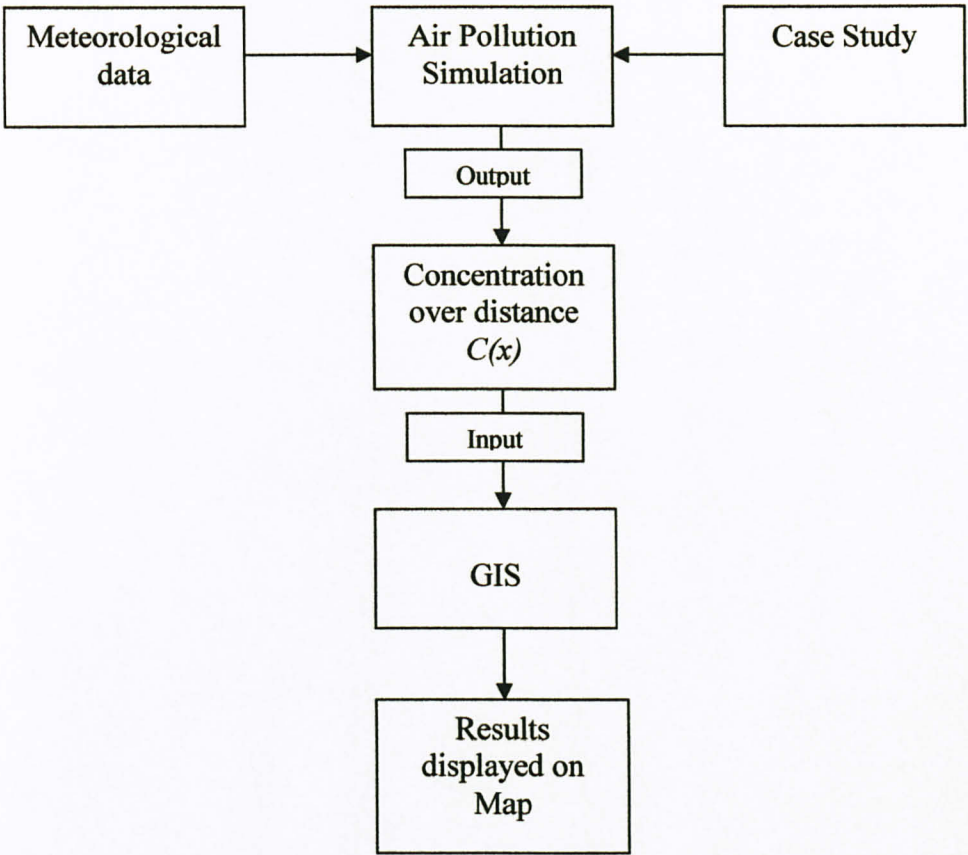 Meteorological
data
Air Pollution
Simulation
Case Study
Output
Concentration
over distance
C(x)
Input
GIS
Results
displayed on
Map